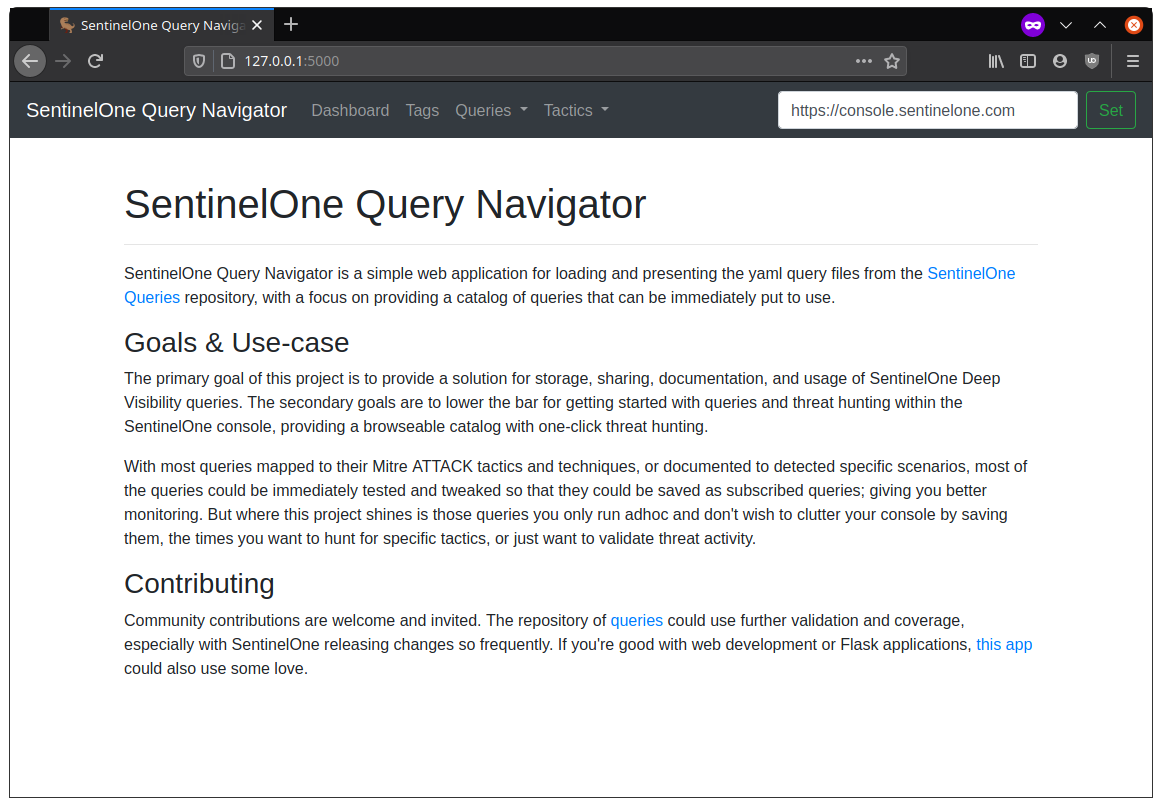 SentinelOne Query Naviga
127.0.0.1:5000
SentinelOne Query Navigator Dashboard Tags Queries Tactics https://console.sentinelone.com Set
SentinelOne Query Navigator
SentinelOne Query Navigator is a simple web application for loading and presenting the yaml query files from the SentinelOne
Queries repository, with a focus on providing a catalog of queries that can be immediately put to use.
Goals & Use-case
The primary goal of this project is to provide a solution for storage, sharing, documentation, and usage of SentinelOne Deep
Visibility queries. The secondary goals are to lower the bar for getting started with queries and threat hunting within the
SentinelOne console, providing a browseable catalog with one-click threat hunting.
With most queries mapped to their Mitre ATTACK tactics and techniques, or documented to detected specific scenarios, most of
the queries could be immediately tested and tweaked so that they could be saved as subscribed queries; giving you better
monitoring. But where this project shines is those queries you only run adhoc and don't wish to clutter your console by saving
them, the times you want to hunt for specific tactics, or just want to validate threat activity.
Contributing
Community contributions are welcome and invited. The repository of queries could use further validation and coverage,
especially with SentinelOne releasing changes so frequently. If you're good with web development or Flask applications, this app
could also use some love.